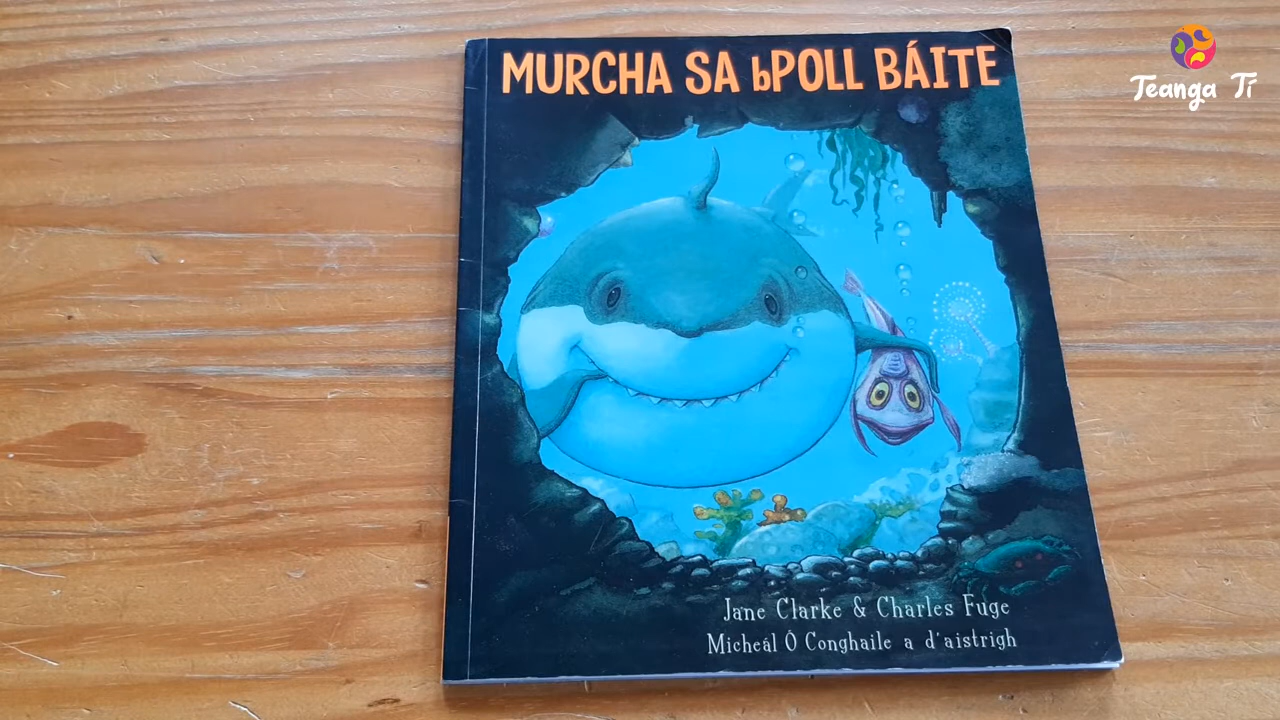 MURCHA SA bPOLL BÁITE
Teanga Tí
Jane Clarke & Charles Fuge
Micheál Ó Conghaile a d'aistrigh